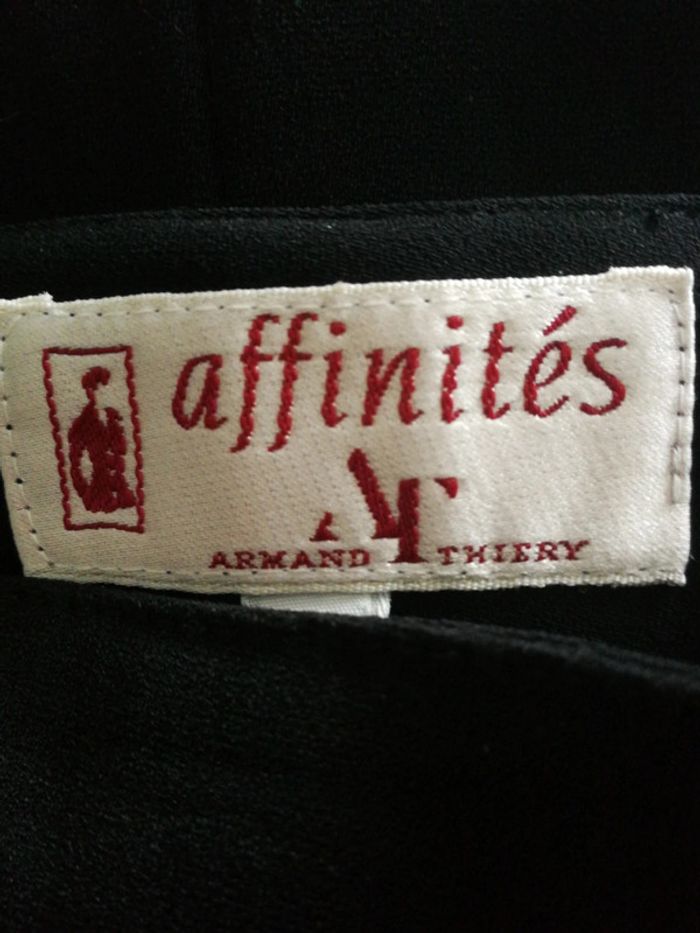 affinités
AT
ARMAND THIERY